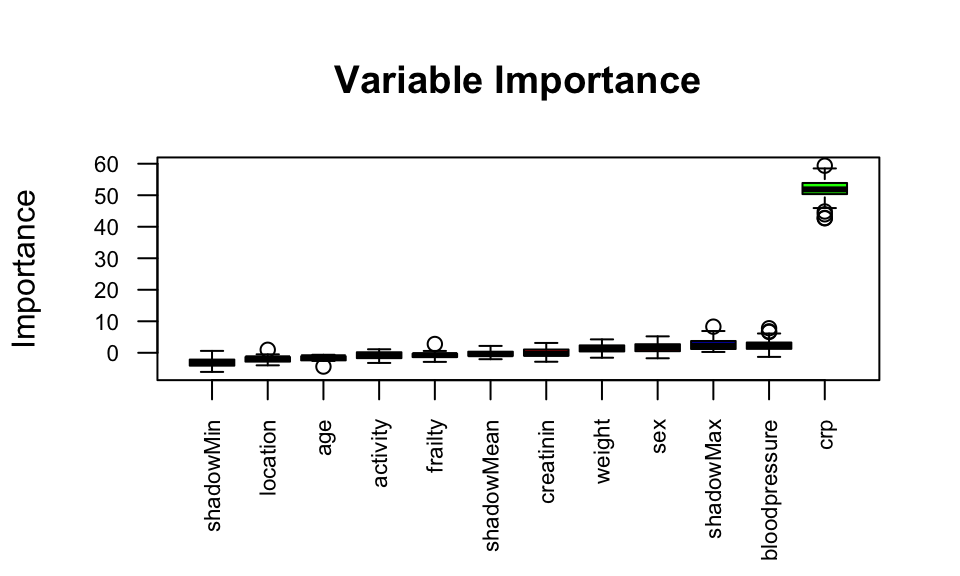 Variable Importance
Importance
60
50
40
30
20
10
0
shadowMin
location
age
activity
frailty
shadowMean
creatinin
weight
sex
shadowMax
bloodpressure
crp